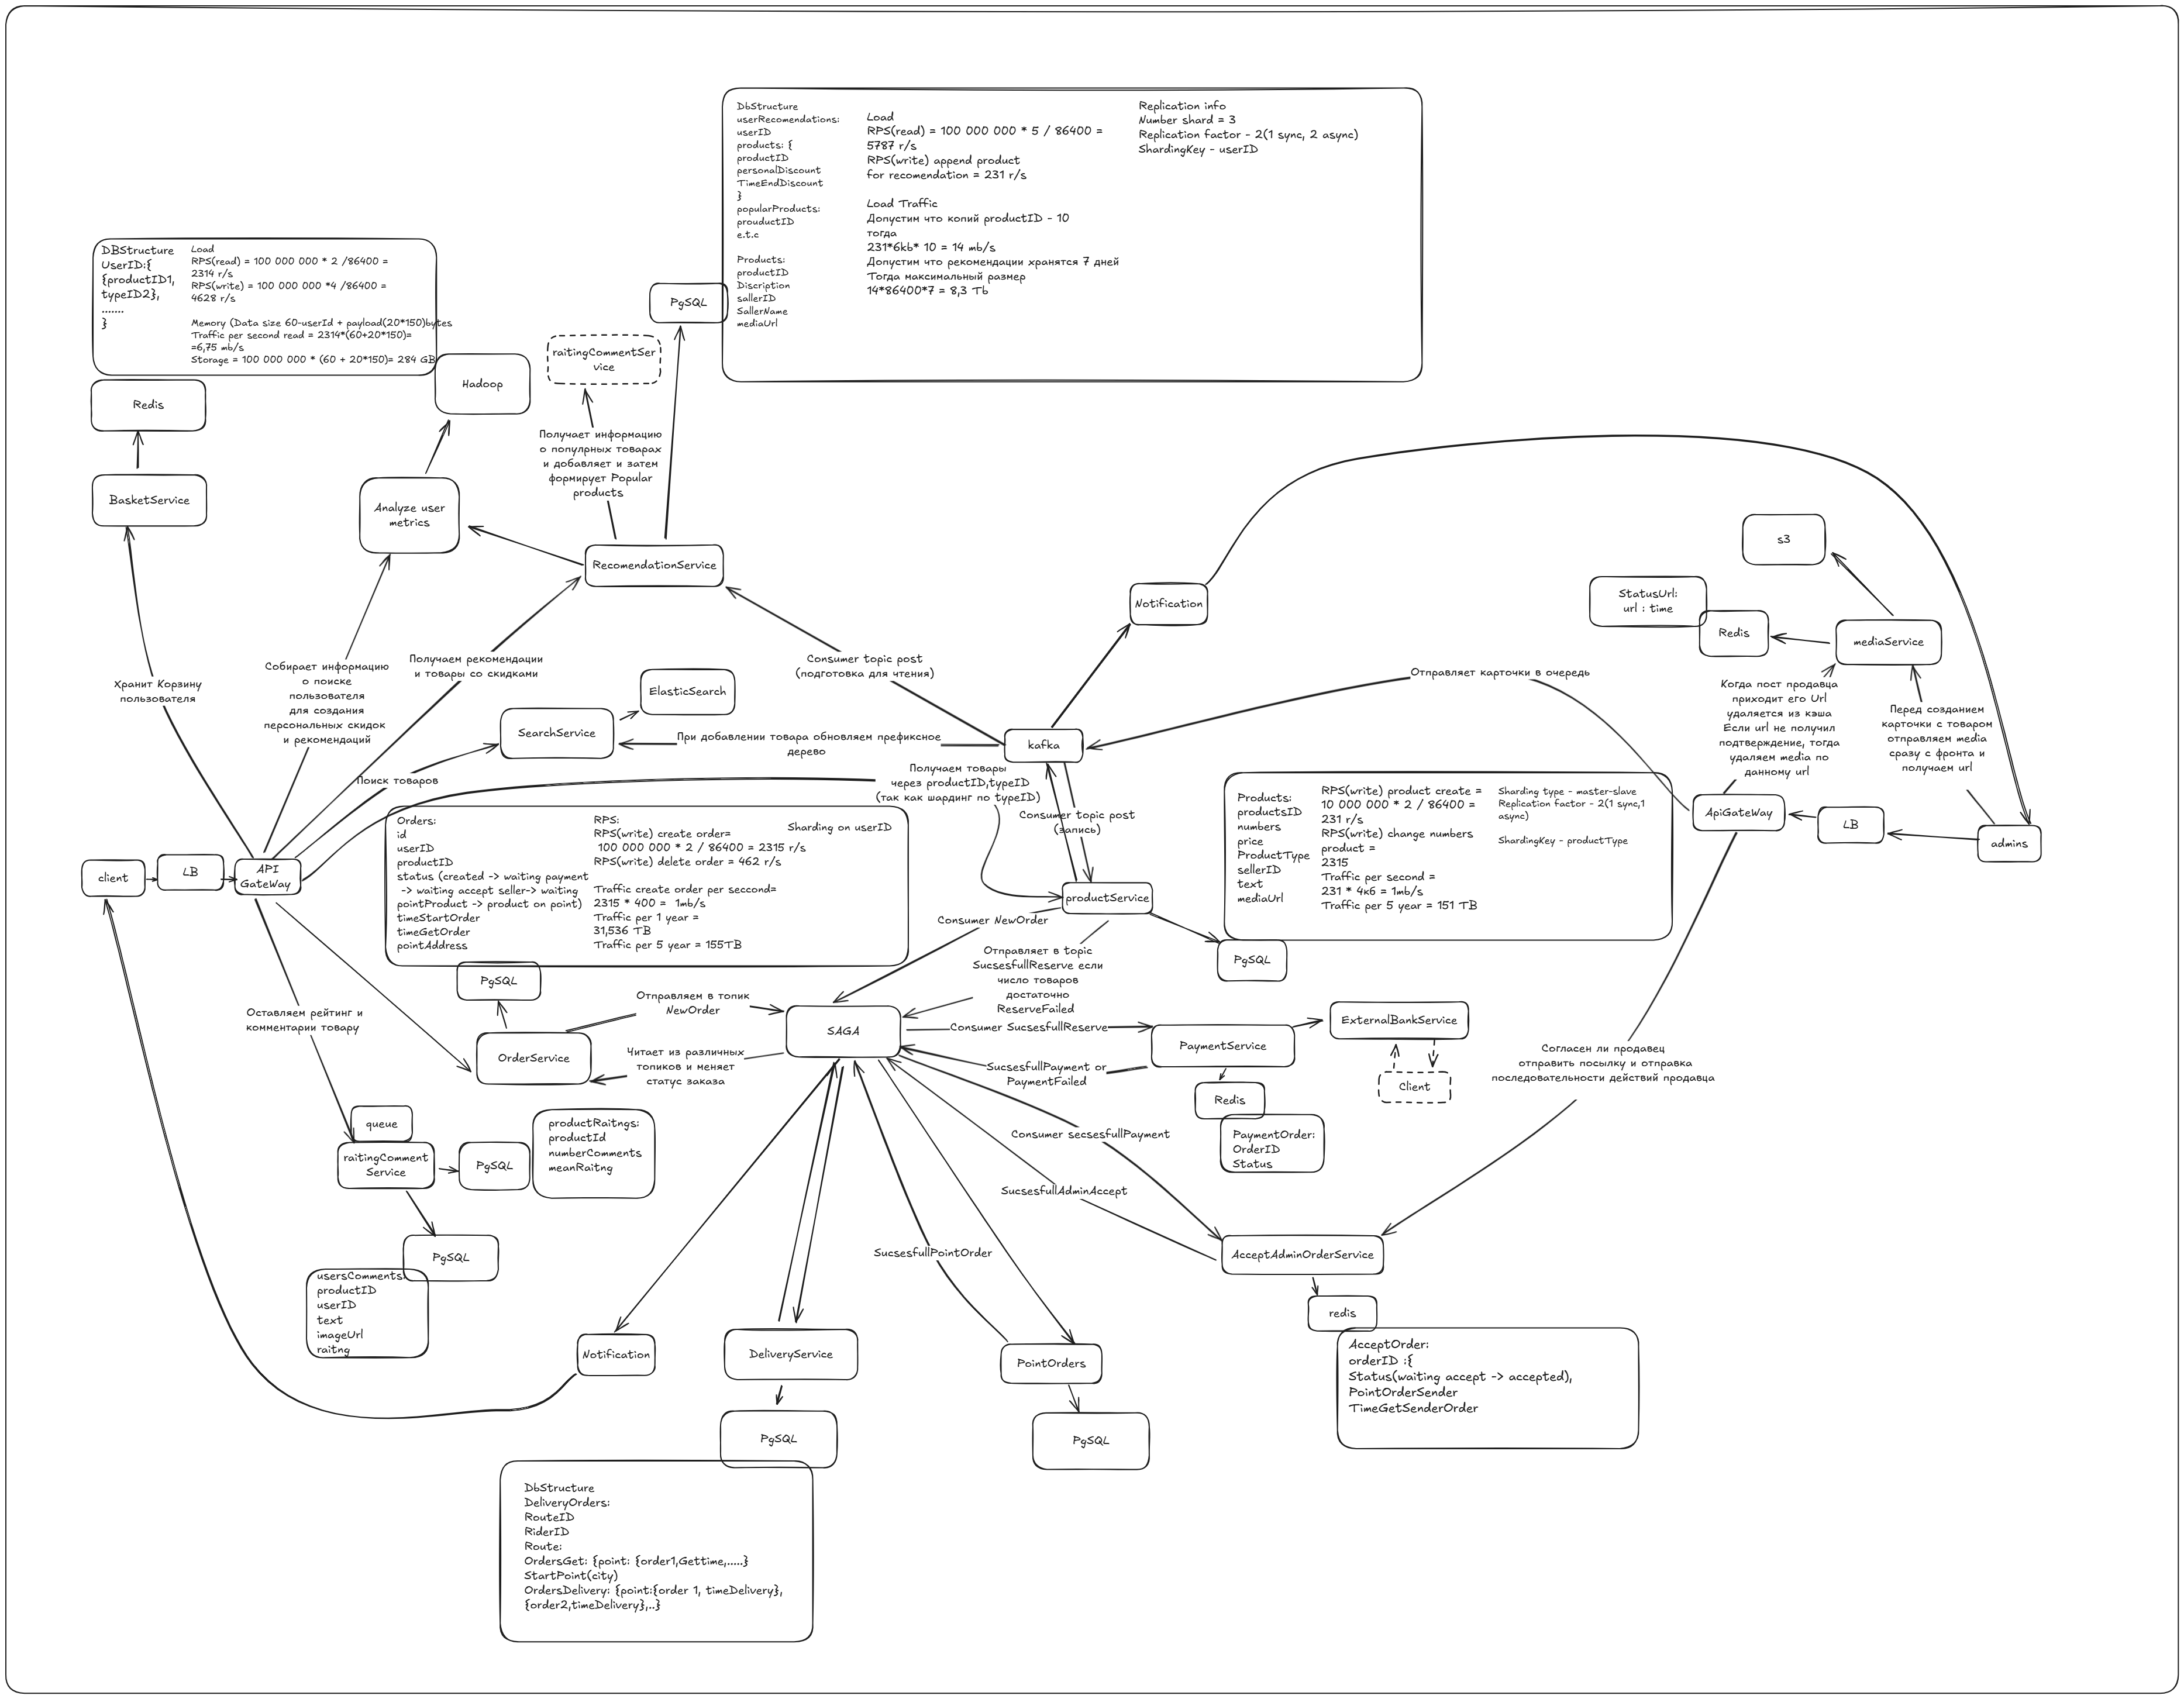 DbStructure
userRecomendations:
userID
products: {
productID
personalDiscount
TimeEndDiscount
}
popularProducts:
prouductID
e.t.c
Products:
productID
Discription
sallerID
SallerName
mediaUrl
Load
RPS(read) = 100 000 000 * 5 / 86400 =
5787 r/s
RPS(write) append product
for recomendation = 231 r/s
Load Traffic
Допустим что копий productID - 10
тогда
231*6kb* 10 = 14 mb/s
Допустим что рекомендации хранятся 7 дней
Тогда максимальный размер
14*86400*7 = 8,3 Tb
Replication info
Number shard = 3
Replication factor - 2(1 sync, 2 async)
ShardingKey - userID
DBStructure
UserID:{
{productID1,
typeID2},
.......
}
Load
RPS(read) = 100 000 000 * 2 /86400 =
2314 r/s
RPS(write) = 100 000 000 *4 /86400 =
4628 r/s
Memory (Data size 60-userId + payload(20*150)bytes
Traffic per second read = 2314*(60+20*150)=
=6,75 mb/s
Storage = 100 000 000 * (60 + 20*150)= 284 GB
PgSQL
raitingCommentSer
vice
Hadoop
Redis
Получает информацию
о популрных товарах
и добавляет и затем
формирует Popular
products
BasketService
Analyze user
metrics
RecomendationService
s3
Notification
StatusUrl:
url : time
Redis
mediaService
Хранит Корзину
пользователя
Собирает информацию
о поиске
пользователя
для создания
персональных скидок
и рекомендаций
Получаем рекомендации
и товары со скидками
Consumer topic post
(подготовка для чтения)
Отправляет карточки в очередь
ElasticSearch
SearchService
При добавлении товара обновляем префиксное
дерево
kafka
Когда пост продавца
приходит его Url
удаляется из кэша
Если url не получил
подтверждение, тогда
удаляем media по
данному url
Перед созданием
карточки с товаром
отправляем media
сразу с фронта и
получаем url
Поиск товаров
Получаем товары
через productID,typeID
(так как шардинг по typeID)
Consumer topic post
(запись)
Products:
productsID
numbers
price
ProductType
sellerID
text
mediaUrl
RPS(write) product create =
10 000 000 * 2 / 86400 =
231 r/s
RPS(write) change numbers
product =
2315
Traffic per second =
231 * 4кб = 1mb/s
Traffic per 5 year = 151 TB
Sharding type - master-slave
Replication factor - 2(1 sync,1
async)
ShardingKey - productType
ApiGateWay
LB
admins
Orders:
id
userID
productID
status (created -> waiting payment
-> waiting accept seller-> waiting
pointProduct -> product on point)
timeStartOrder
timeGetOrder
pointAddress
RPS:
RPS(write) create order=
100 000 000 * 2 / 86400 = 2315 r/s
RPS(write) delete order = 462 r/s
Traffic create order per seccond=
2315 * 400 =  1mb/s
Traffic per 1 year =
31,536 TB
Traffic per 5 year = 155TB
Sharding on userID
client
LB
API
GateWay
productService
Consumer NewOrder
PgSQL
Отправляет в topic
SucsesfullReserve если
число товаров
достаточно
ReserveFailed
PgSQL
Оставляем рейтинг и
комментарии товару
Отправляем в топик
NewOrder
SAGA
Consumer SucsesfullReserve
ExternalBankService
PaymentService
OrderService
Читает из различных
топиков и меняет
статус заказа
SucsesfullPayment or
PaymentFailed
Client
Согласен ли продавец
отправить посылку и отправка
последовательности действий продавца
Redis
PaymentOrder:
OrderID
Status
queue
raitingComment
Service
PgSQL
productRaitngs:
productId
numberComments
meanRaitng
Consumer secsesfullPayment
SucsesfullAdminAccept
PgSQL
usersComments:
productID
userID
text
imageUrl
raitng
SucsesfullPointOrder
AcceptAdminOrderService
redis
AcceptOrder:
orderID :{
Status(waiting accept -> accepted),
PointOrderSender
TimeGetSenderOrder
Notification
DeliveryService
PointOrders
PgSQL
PgSQL
DbStructure
DeliveryOrders:
RouteID
RiderID
Route:
OrdersGet: {point: {order1,Gettime,.....}
StartPoint(city)
OrdersDelivery: {point:{order 1, timeDelivery},
{order2,timeDelivery},..}